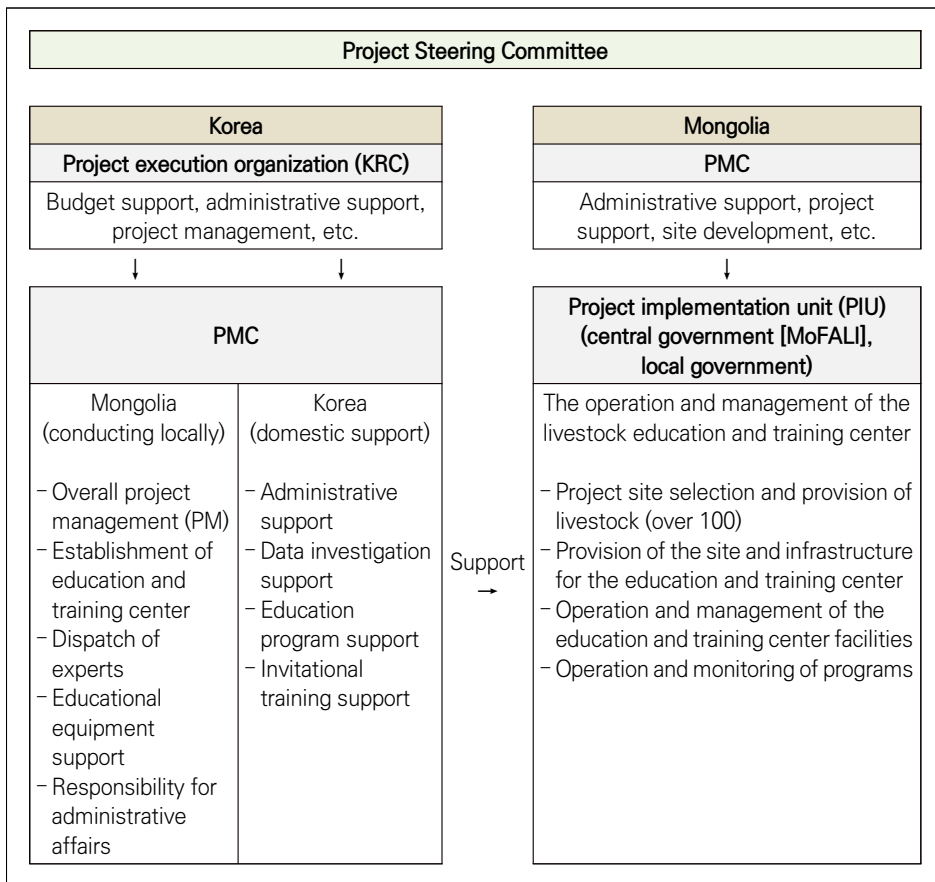 Project Steering Committee
Korea
Project execution organization (KRC)
Budget support, administrative support,
project management, etc.
Mongolia
PMC
Administrative support, project
support, site development, etc.
PMC
Mongolia
(conducting locally)
- Overall project
management (PM)
- Establishment of
education and
training center
- Dispatch of
experts
- Educational
equipment
support
- Responsibility for
administrative
affairs
Korea
(domestic support)
- Administrative
support
- Data investigation
support
- Education
program support
- Invitational
training support
Support
→
Project implementation unit (PIU)
(central government [MoFALI],
local government)
The operation and management of the
livestock education and training center
- Project site selection and provision of
livestock (over 100)
- Provision of the site and infrastructure
for the education and training center
- Operation and management of the
education and training center facilities
- Operation and monitoring of programs